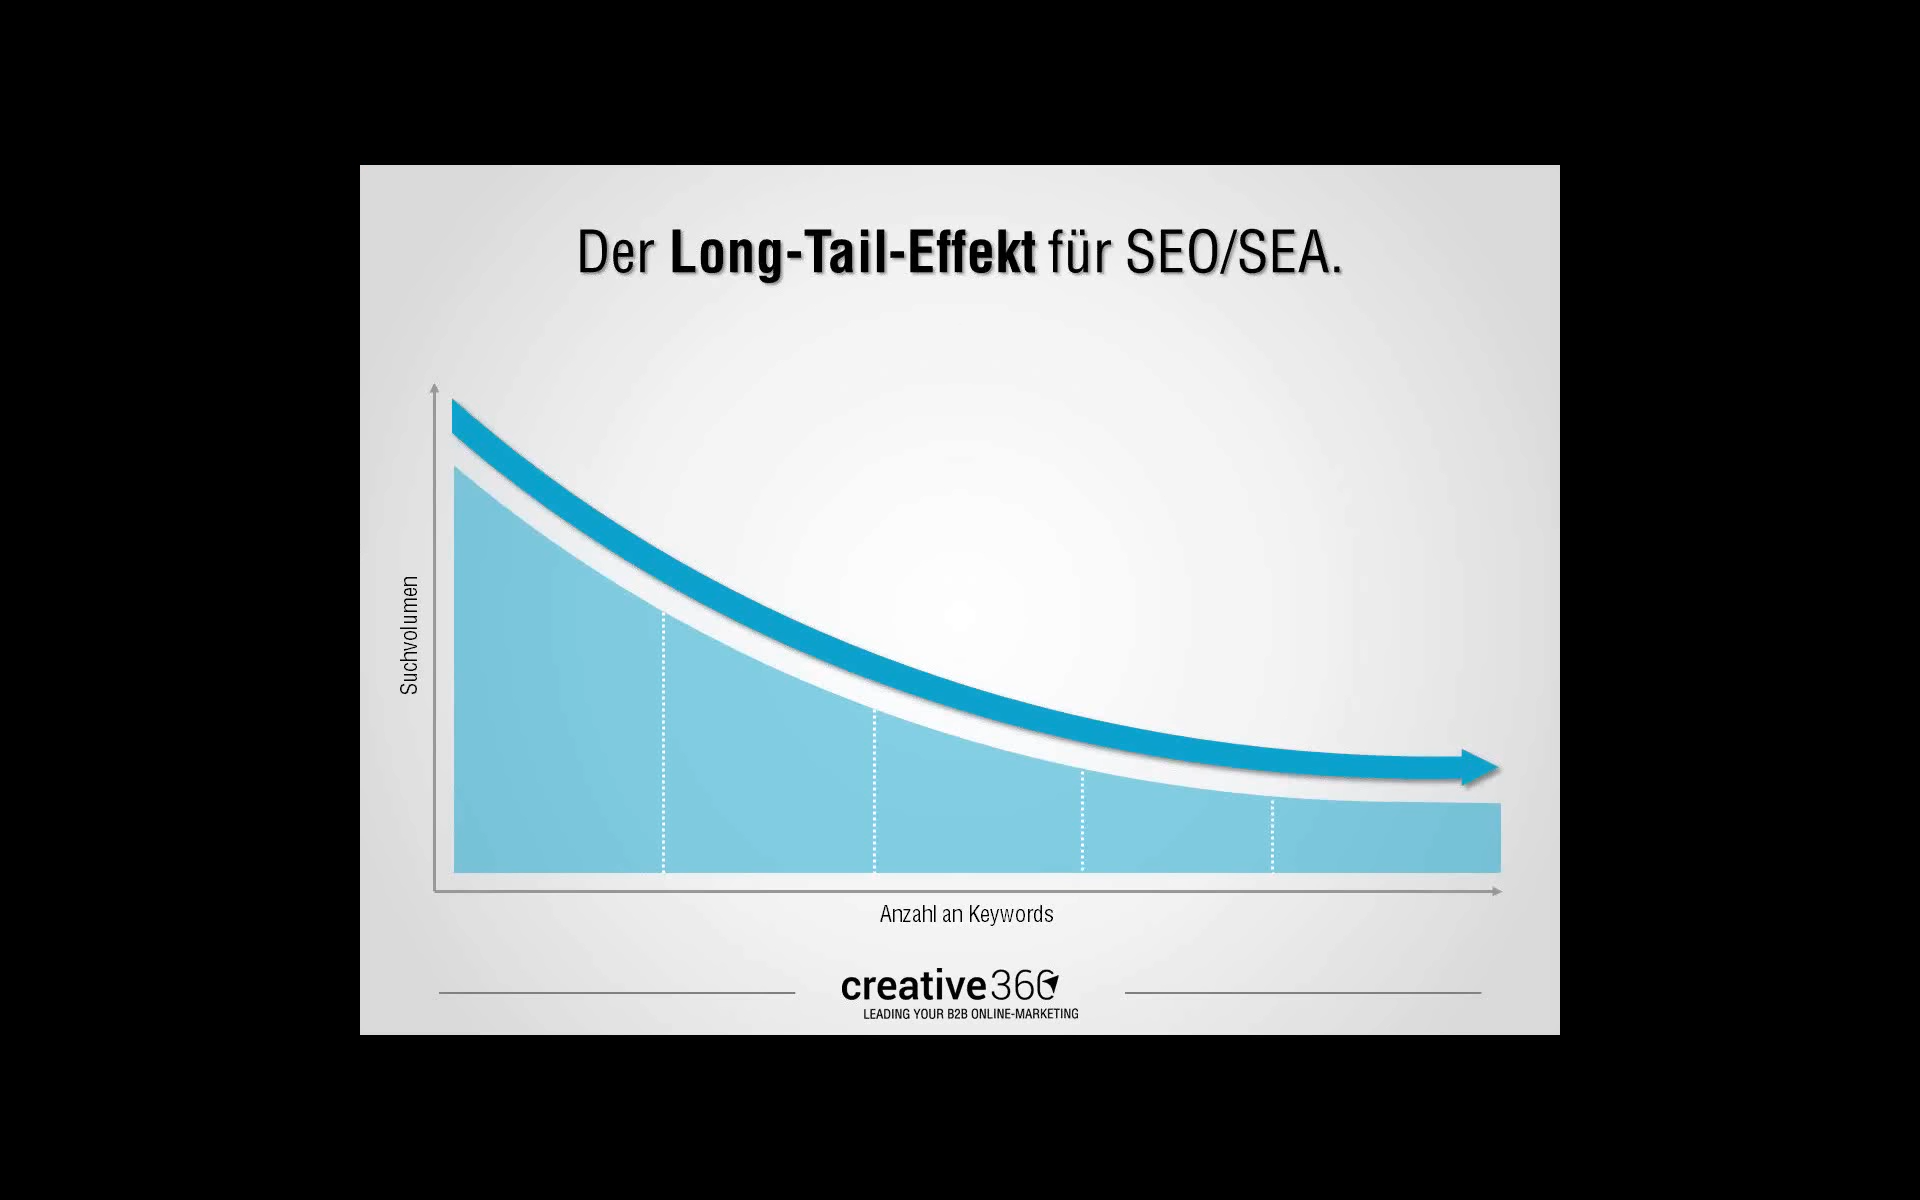 Der Long-Tail-Effekt für SEO/SEA.
Suchvolumen
Anzahl an Keywords
creative360
LEADING YOUR B2B ONLINE-MARKETING